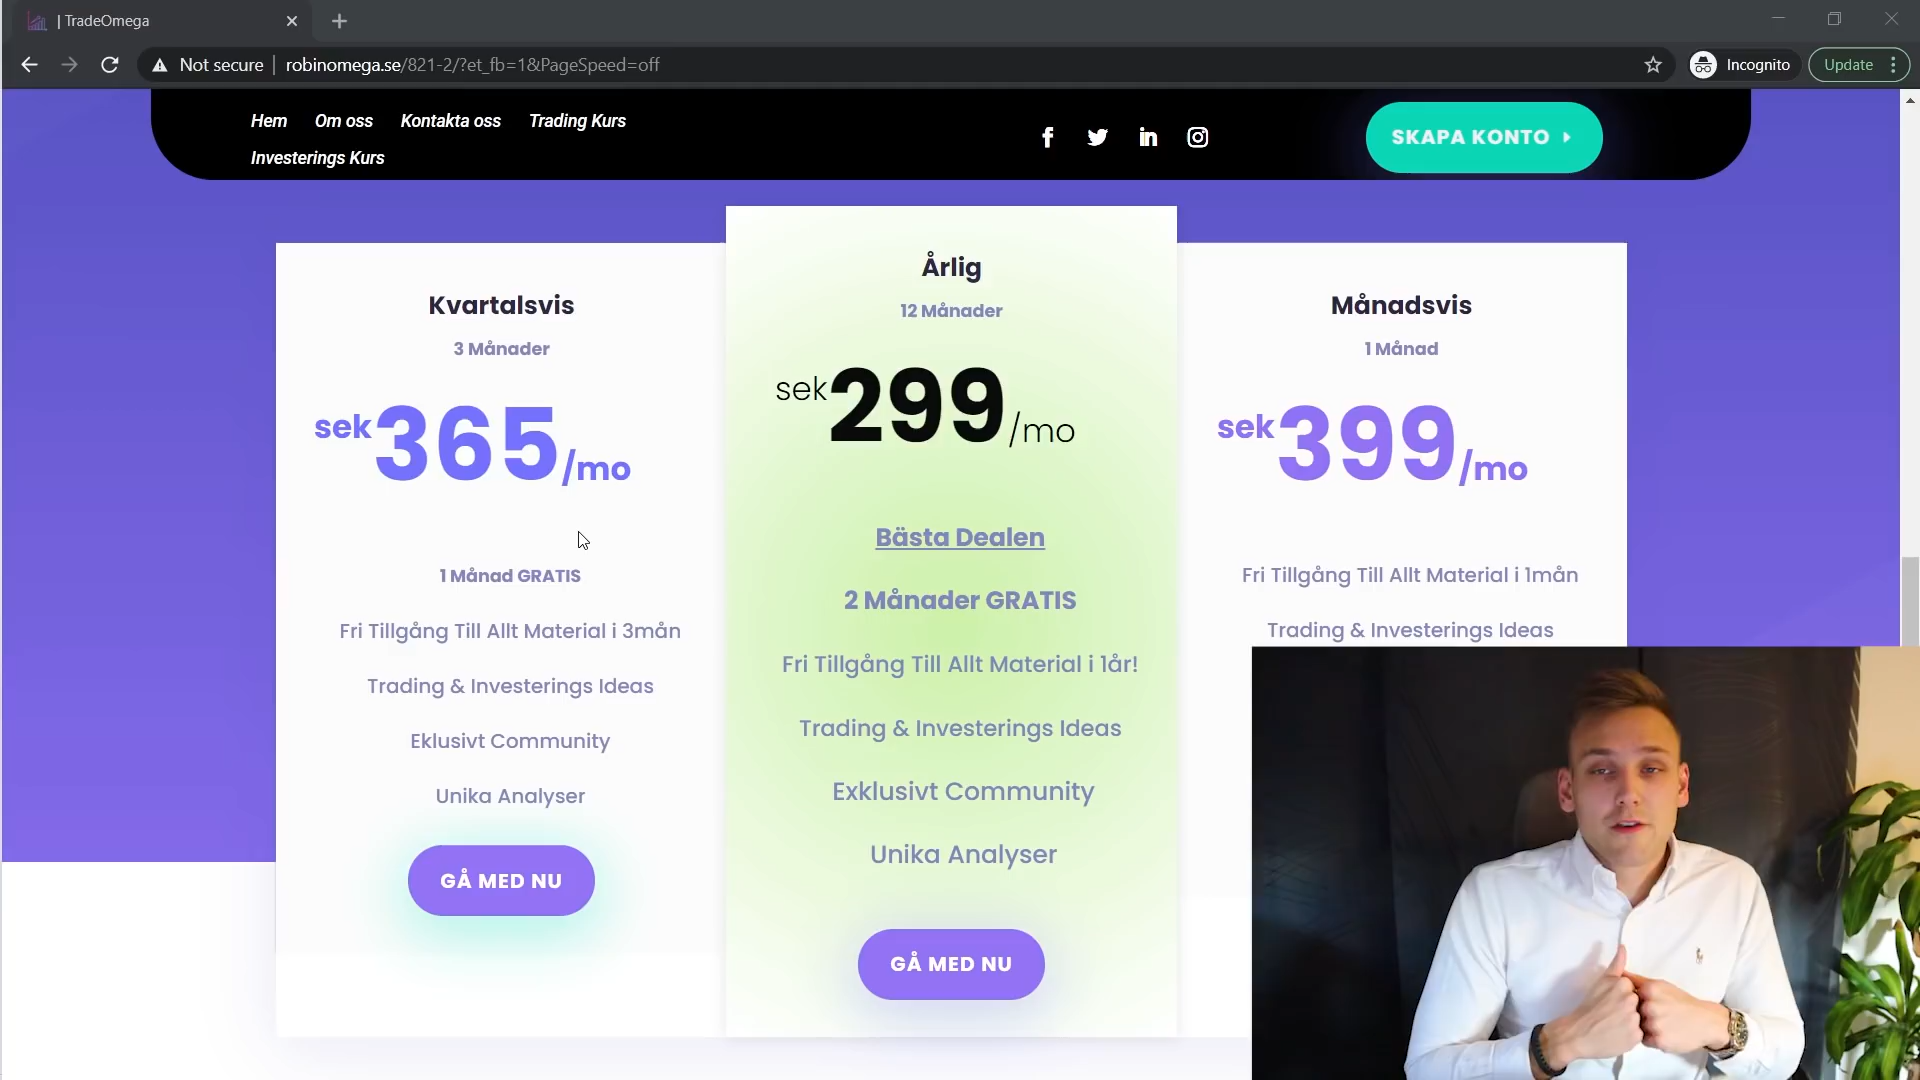 | TradeOmega
Not secure | robinomega.se/821-2/?et_fb=1&PageSpeed=off
Incognito
Update
Hem Om oss Kontakta oss Trading Kurs
Investerings Kurs
SKAPA KONTO
Kvartalsvis
3 Månader
sek365/mo
1 Månad GRATIS
Fri Tillgång Till Allt Material i 3mån
Trading & Investerings Ideas
Eklusivt Community
Unika Analyser
GÅ MED NU
Årlig
12 Månader
sek299/mo
Bästa Dealen
2 Månader GRATIS
Fri Tillgång Till Allt Material i 1år!
Trading & Investerings Ideas
Exklusivt Community
Unika Analyser
GÅ MED NU
Månadsvis
1 Månad
sek399/mo
Fri Tillgång Till Allt Material i 1mån
Trading & Investerings Ideas